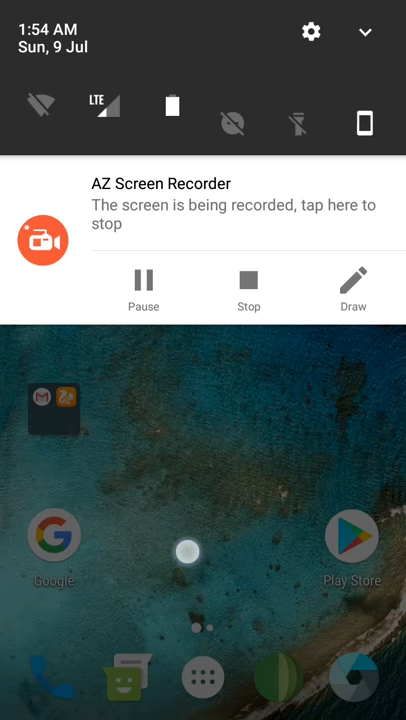 1:54 AM
Sun, 9 Jul
LTE
AZ Screen Recorder
The screen is being recorded, tap here to
stop
Pause
Stop
Draw
Google
Play Store